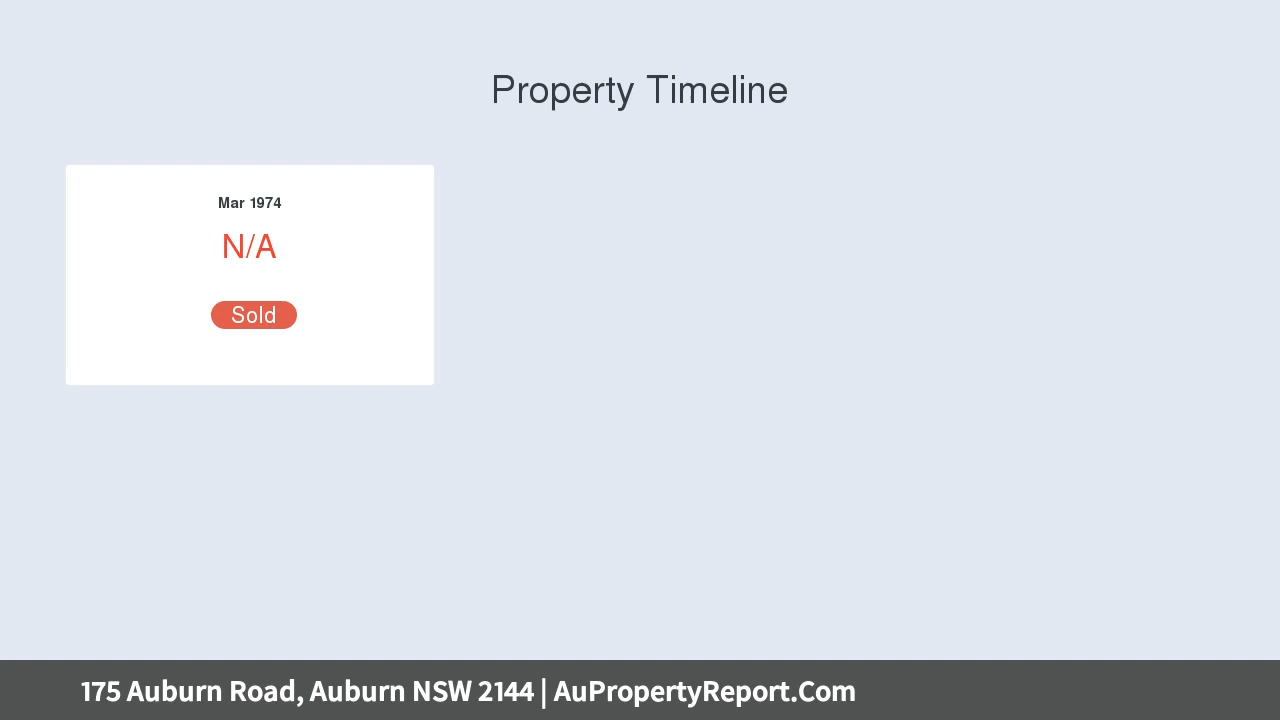 Property Timeline
Mar 1974
N/A
Sold
175 Auburn Road, Auburn NSW 2144 | AuPropertyReport.Com